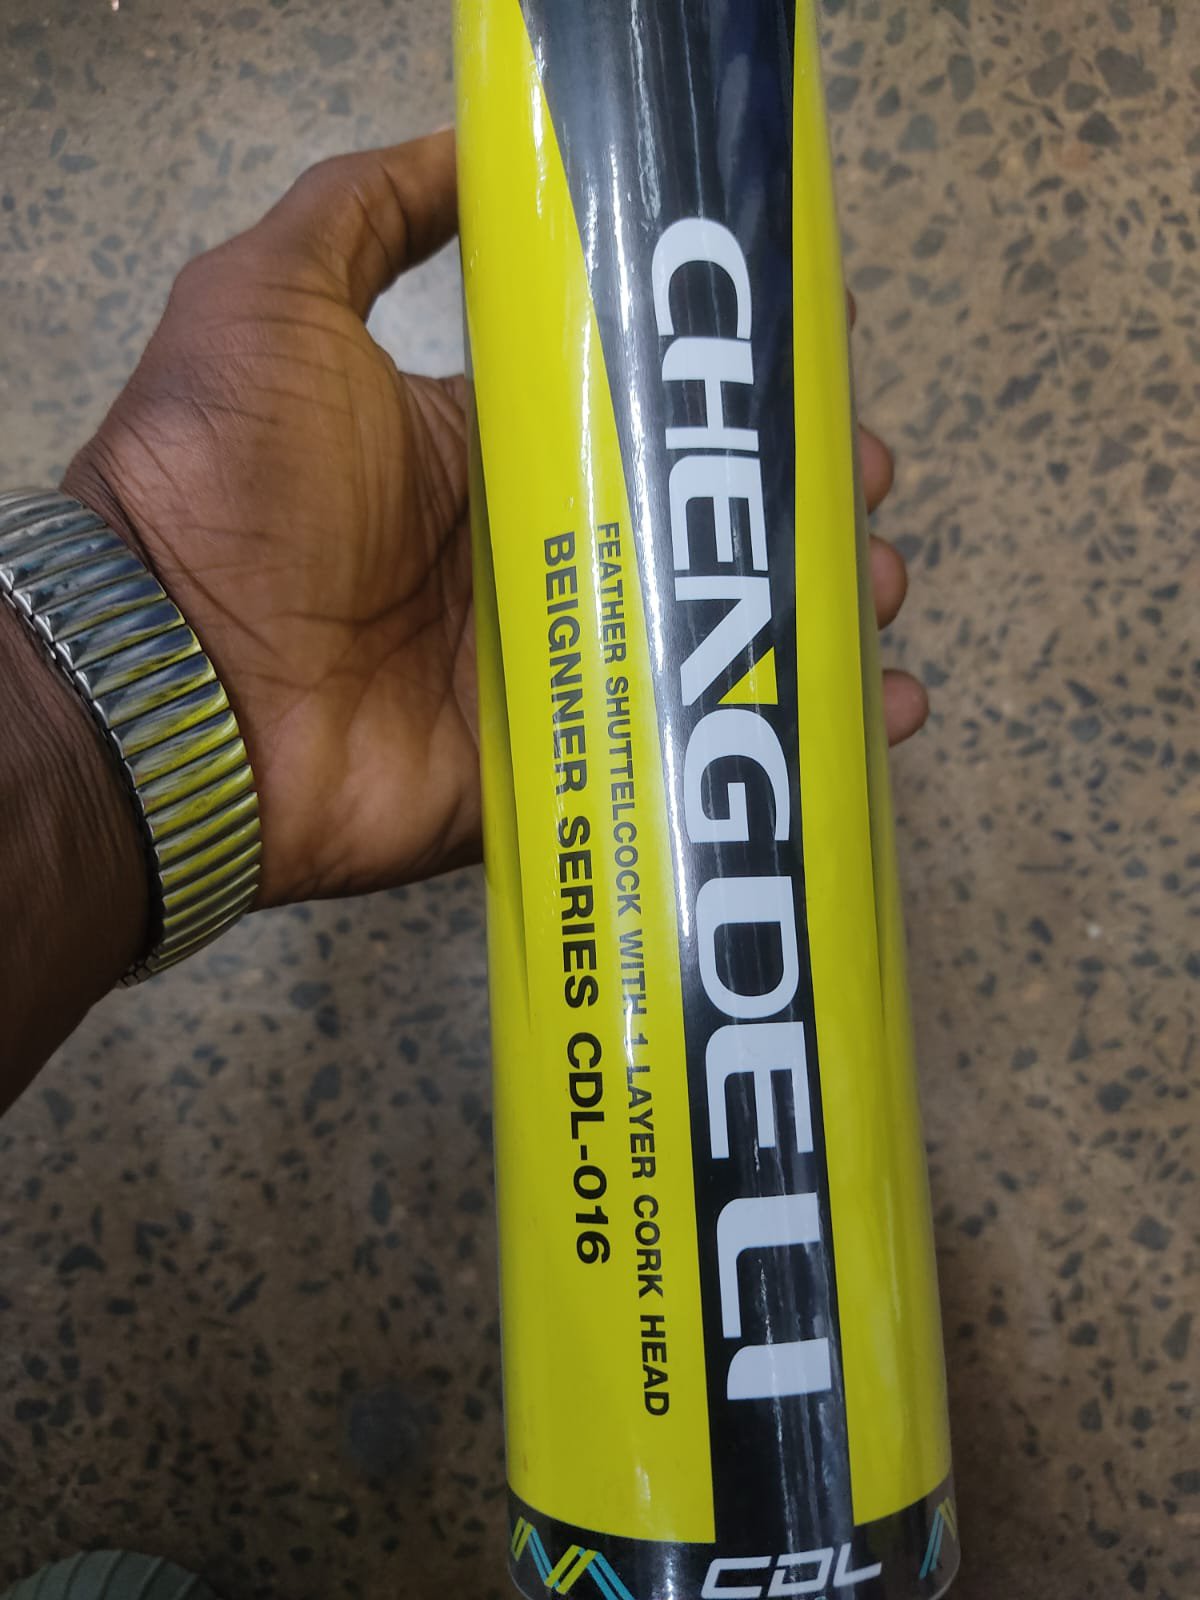 CHENGDELI
FEATHER SHUTTELCOCK WITH 1 LAYER CORK HEAD
BEIGNNER SERIES CDL-016
CDL